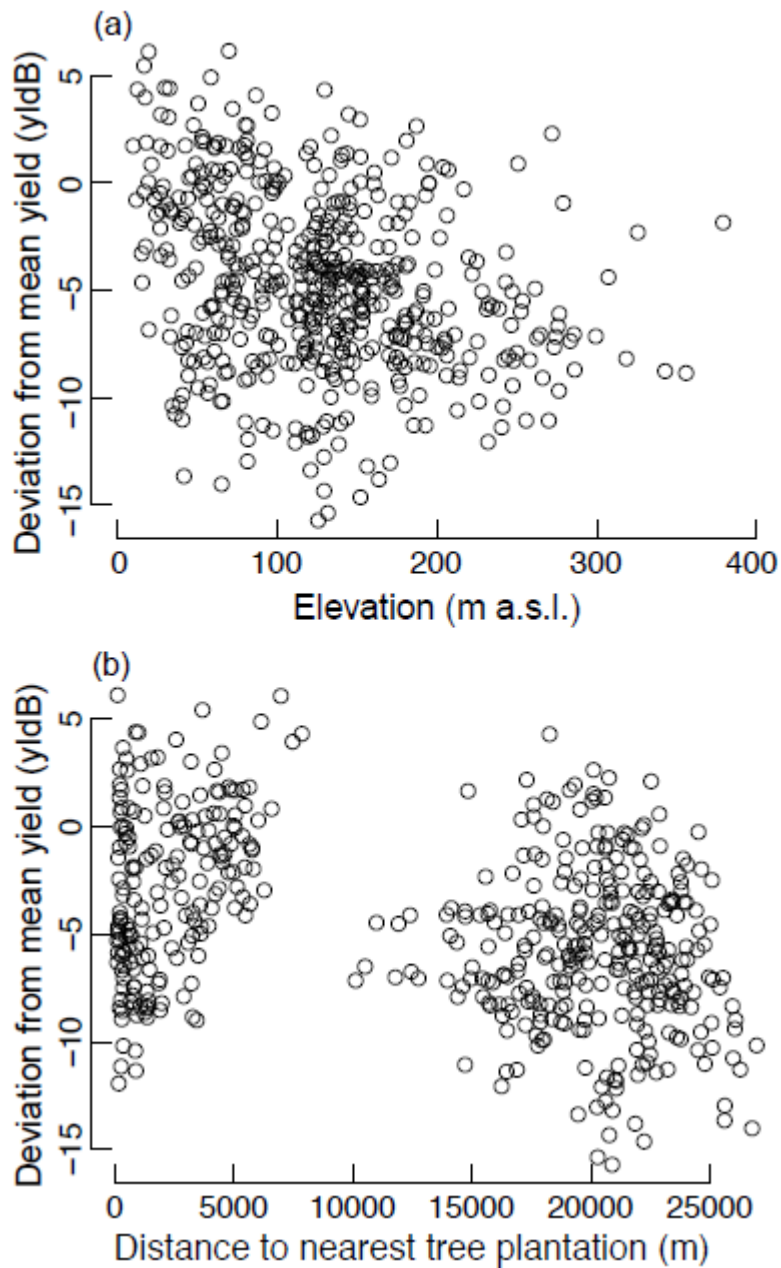 (a)
Deviation from mean yield (yldB)
5
0
−5
−10
−15
0 100 200 300 400
Elevation (m a.s.l.)
(b)
Deviation from mean yield (yldB)
5
0
−5
−10
−15
0 5000 10000 15000 20000 25000
Distance to nearest tree plantation (m)